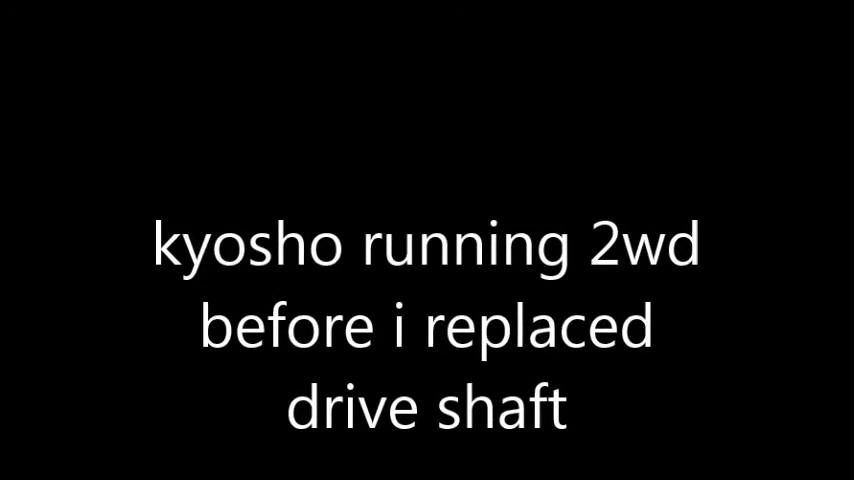 kyosho running 2wd
before i replaced
drive shaft